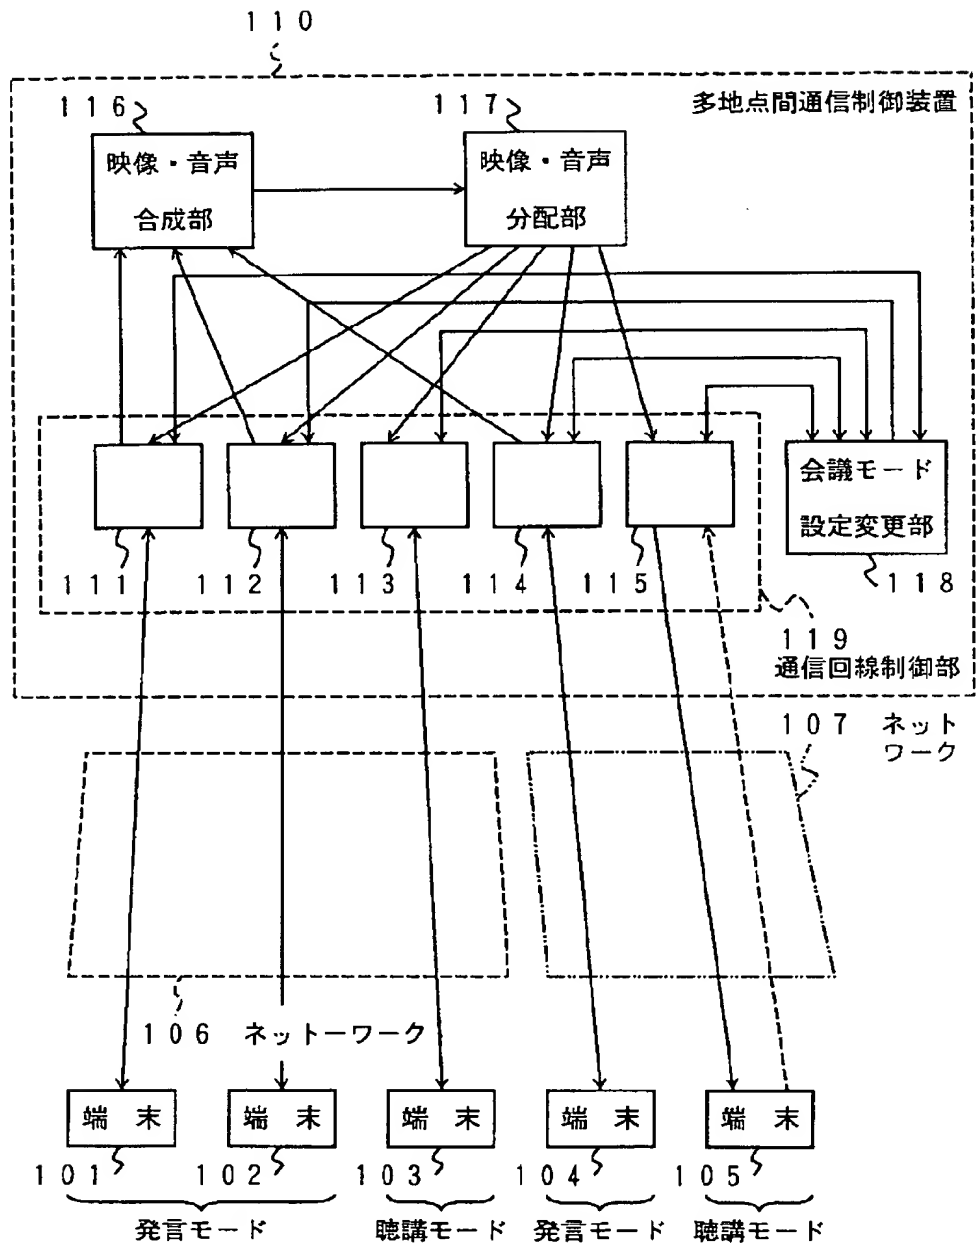 110
多地点間通信制御装置
116
117
映像・音声
合成部
映像・音声
分配部
会議モード
設定変更部
111
112
113
114
115
118
119
通信回線制御部
107 ネット
ワーク
106 ネットーワーク
端末
端末
端末
端末
端末
101
102
103
104
105
発言モード
聴講モード
発言モード
聴講モード